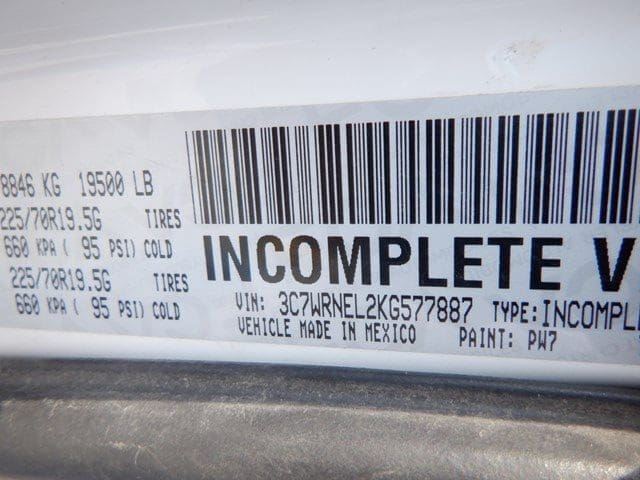 8846 KG 19500 LB
225/70R19.5G TIRES
660 KPA ( 95 PSI) COLD
225/70R19.5G TIRES
660 KPA ( 95 PSI) COLD
INCOMPLETE V
VIN: 3C7WRNEL2KG577887 TYPE:INCOMPLE
VEHICLE MADE IN MEXICO PAINT: PW7